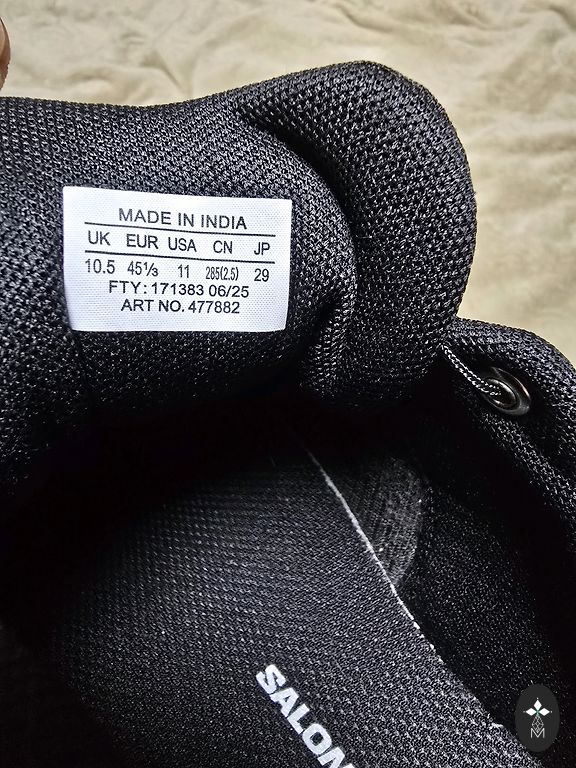 MADE IN INDIA
UK EUR USA CN JP
10.5 45⅓ 11 285(2.5) 29
FTY: 171383 06/25
ART NO. 477882
SALON
M